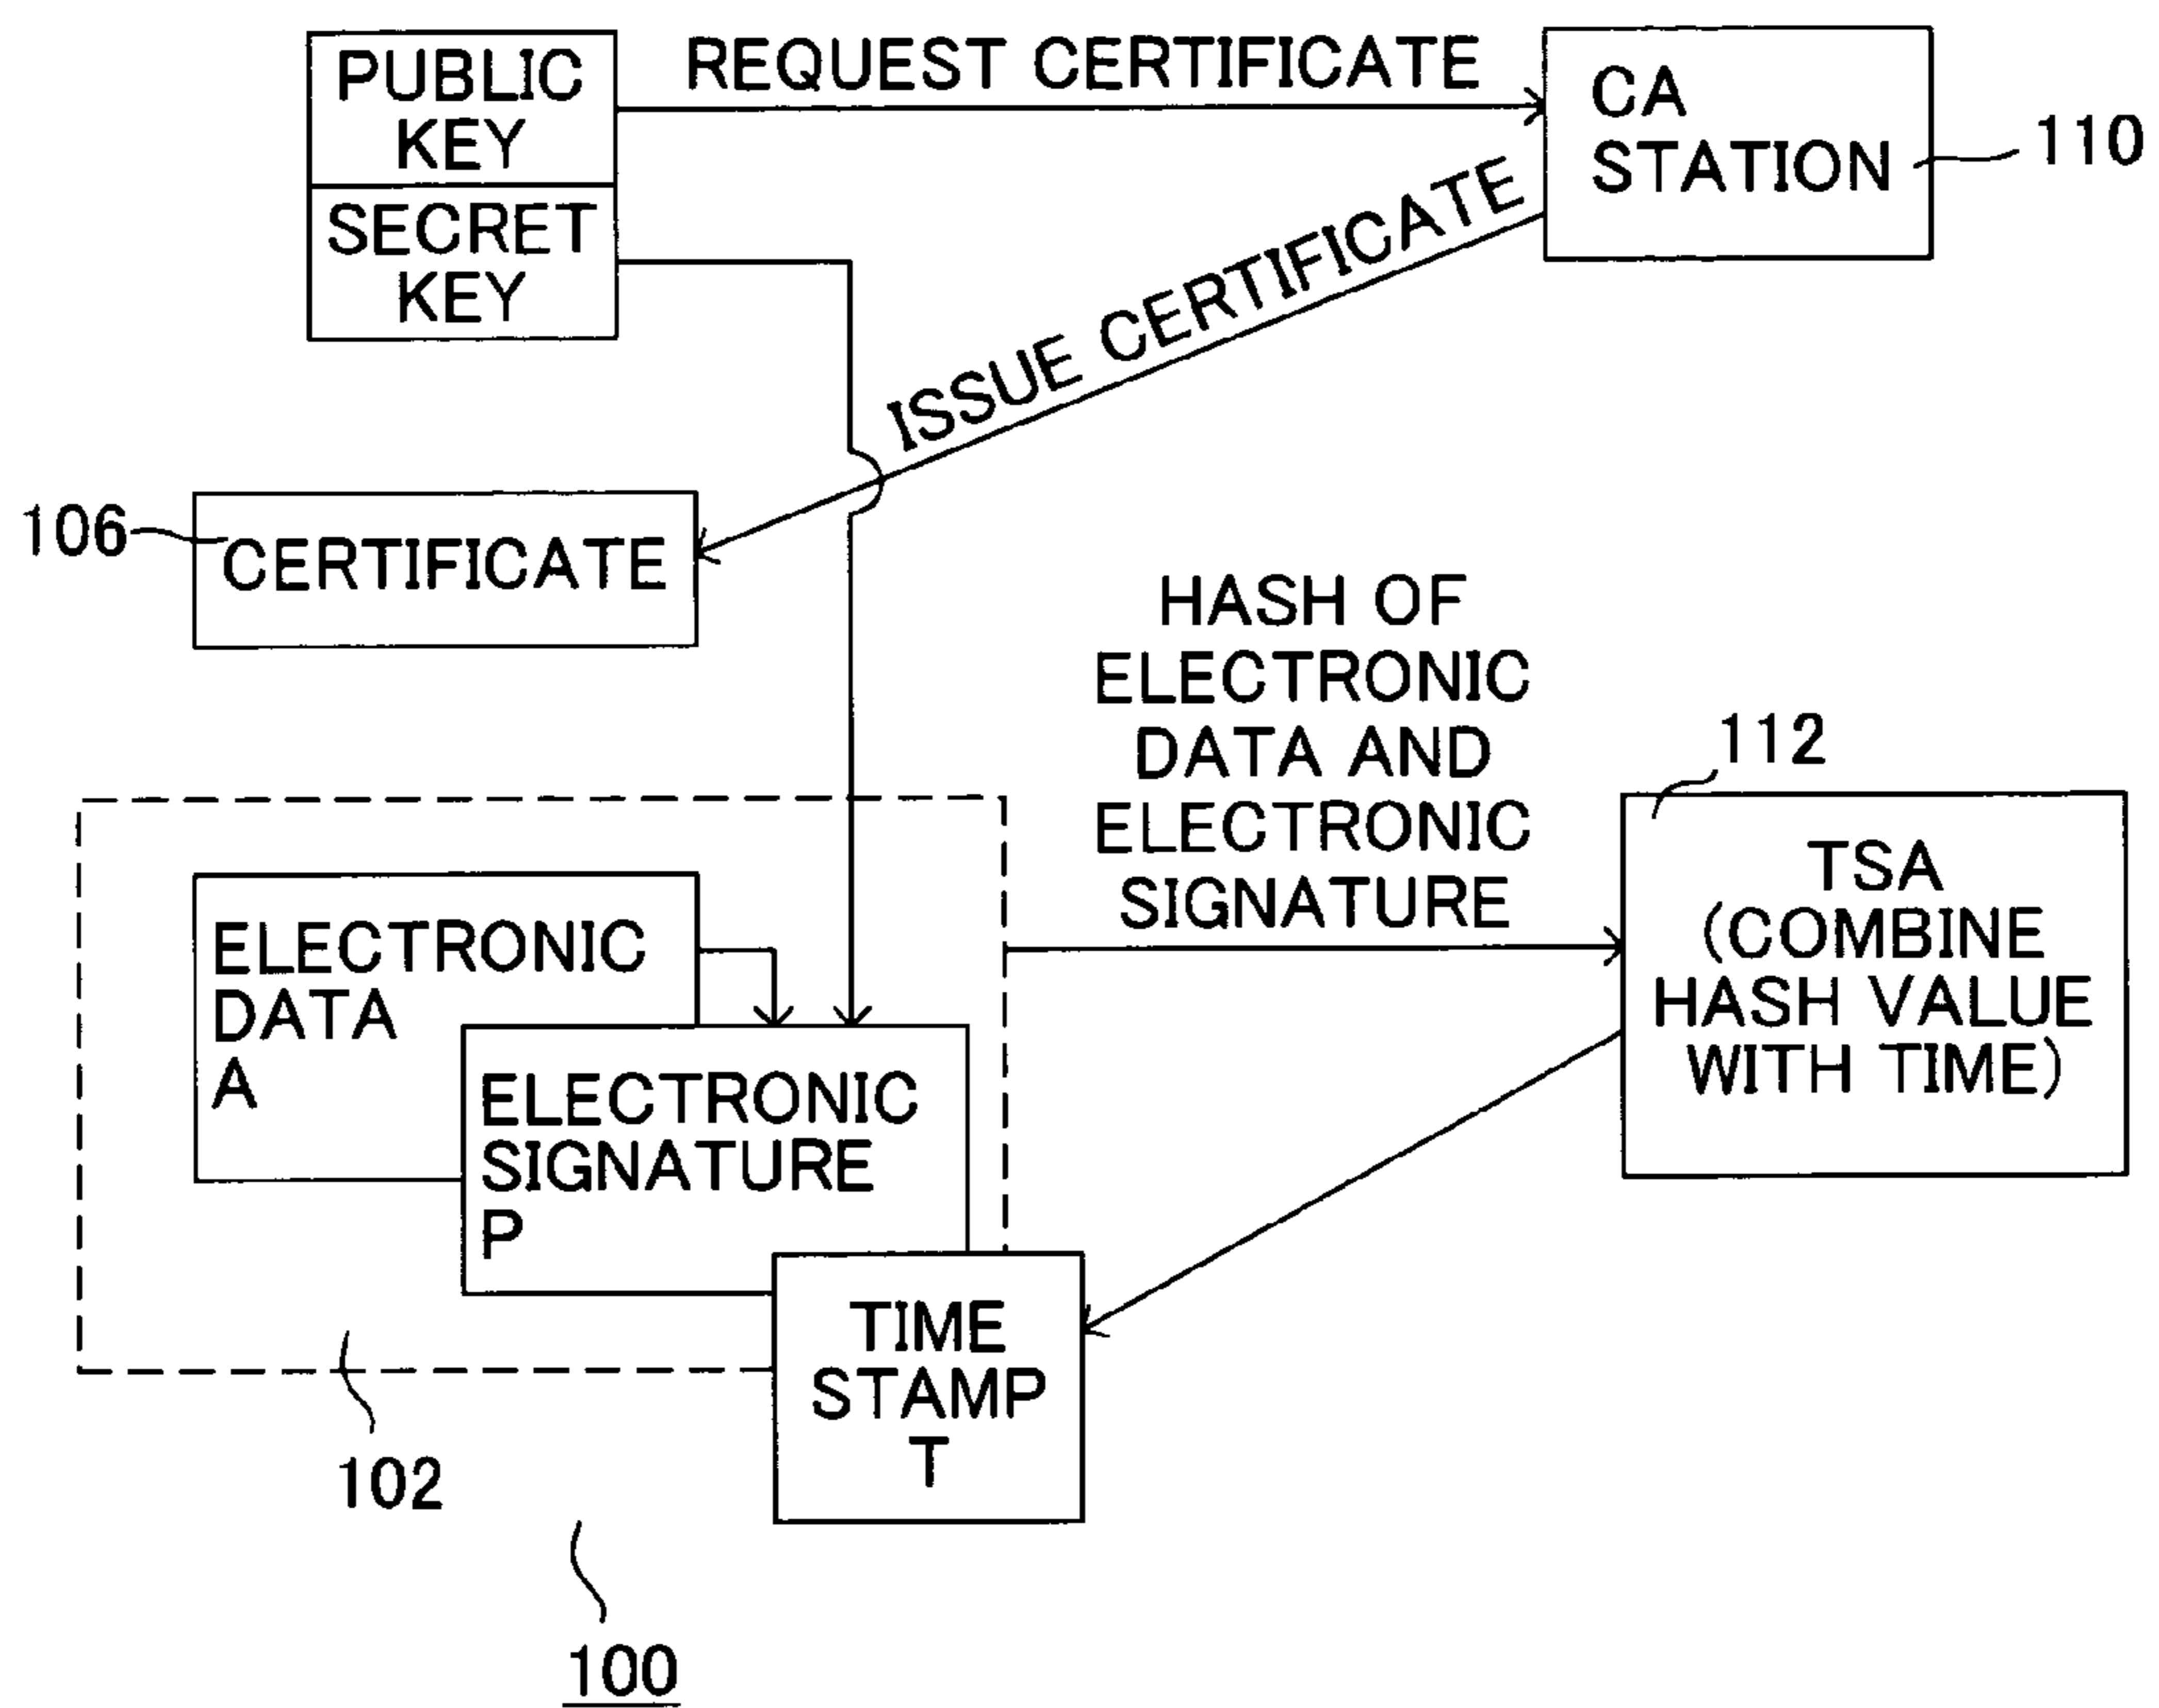 PUBLIC
KEY
REQUEST CERTIFICATE
CA
STATION
110
SECRET
KEY
ISSUE CERTIFICATE
106
CERTIFICATE
HASH OF
ELECTRONIC
DATA AND
ELECTRONIC
SIGNATURE
112
TSA
(COMBINE
HASH VALUE
WITH TIME)
ELECTRONIC
DATA
A
ELECTRONIC
SIGNATURE
P
TIME
STAMP
T
102
100